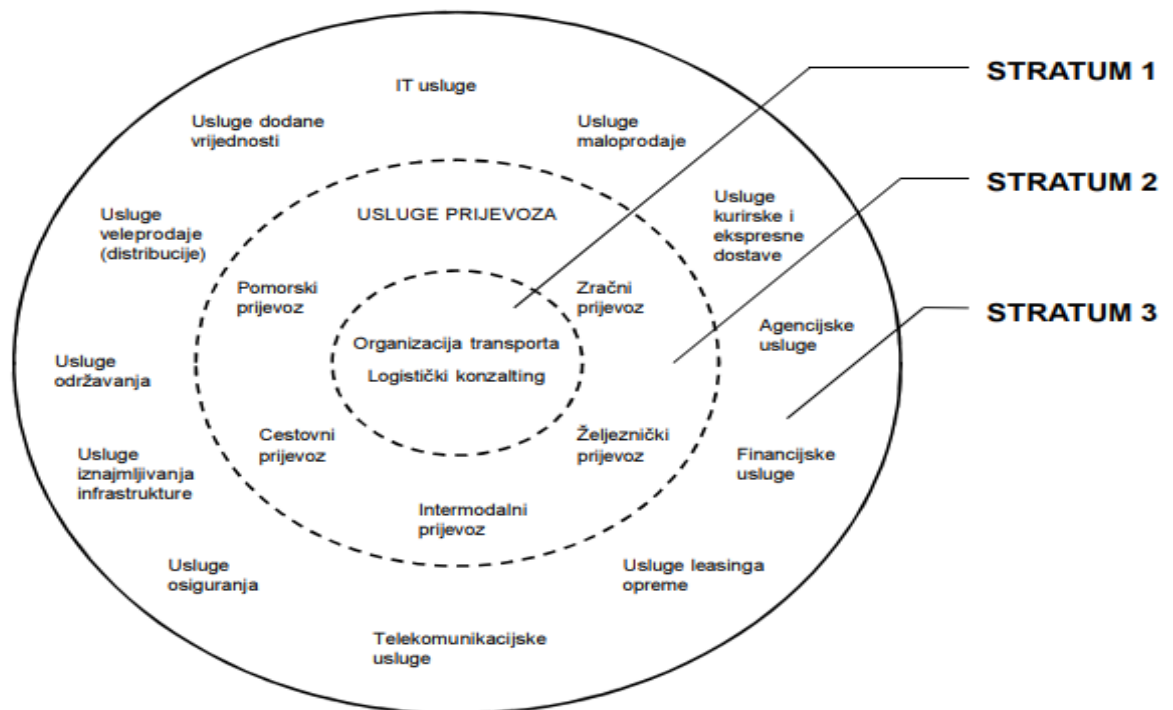 STRATUM 1
IT usluge
Usluge dodane
vrijednosti
Usluge
maloprodaje
STRATUM 2
USLUGE PRIJEVOZA
Usluge
kurirske i
ekspresne
dostave
Usluge
veleprodaje
(distribucije)
Pomorski
prijevoz
Zračni
prijevoz
STRATUM 3
Agencijske
usluge
Organizacija transporta
Logistički konzalting
Usluge
održavanja
Cestovni
prijevoz
Željeznički
prijevoz
Financijske
usluge
Usluge
iznajmljivanja
infrastrukture
Intermodalni
prijevoz
Usluge
osiguranja
Usluge leasinga
opreme
Telekomunikacijske
usluge